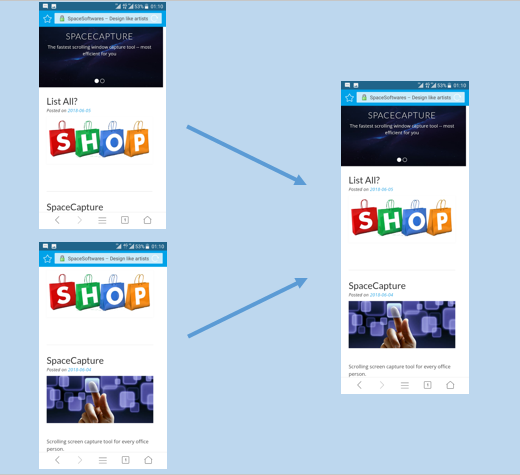 53% 01:10
SpaceSoftwares – Design like artists
SPACECAPTURE
The fastest scrolling window capture tool – most
efficient for you
List All?
Posted on 2018-06-05
SHOP
SpaceCapture
53% 01:10
SpaceSoftwares – Design like artists
SHOP
SpaceCapture
Posted on 2018-06-04
Scrolling screen capture tool for every office
person.
53% 01:10
SpaceSoftwares – Design like artists
SPACECAPTURE
The fastest scrolling window capture tool – most
efficient for you
List All?
Posted on 2018-06-05
SHOP
SpaceCapture
Posted on 2018-06-04
Scrolling screen capture tool for every office
person.